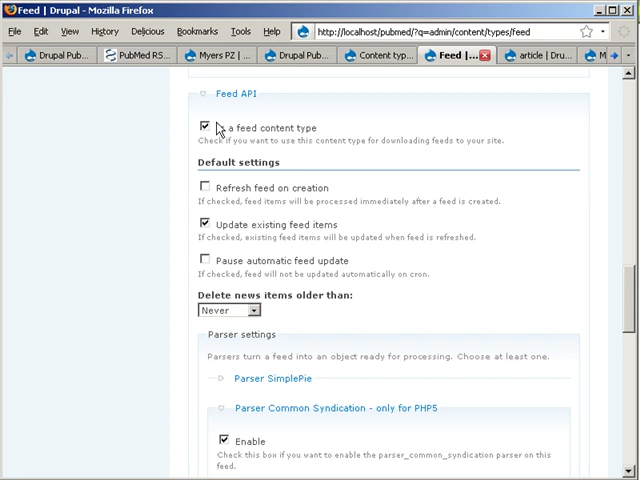 Feed | Drupal - Mozilla Firefox
File Edit View History Delicious Bookmarks Tools Help http://pubmed/?q=admin/content/types/feed
Drupal Pub... PubMed RS... Myers PZ | ... Drupal Pub... Content typ... Feed |... article | Dru... M
Feed API
a feed content type
Check if you want to use this content type for downloading feeds to your site.
Default settings
Refresh feed on creation
If checked, feed items will be processed immediately after a feed is created.
Update existing feed items
If checked, existing feed items will be updated when feed is refreshed.
Pause automatic feed update
If checked, feed will not be updated automatically on cron.
Delete news items older than:
Never
Parser settings
Parsers turn a feed into an object ready for processing. Choose at least one.
Parser SimplePie
Parser Common Syndication - only for PHP5
Enable
Check this box if you want to enable the parser_common_syndication parser on this
feed.